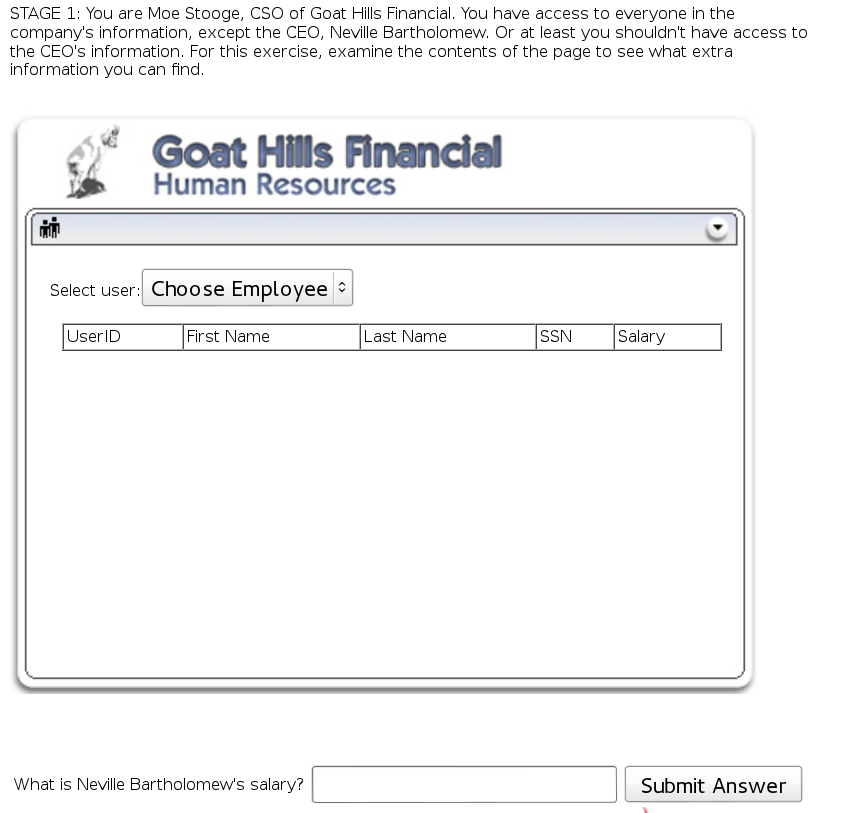 STAGE 1: You are Moe Stooge, CSO of Goat Hills Financial. You have access to everyone in the
company's information, except the CEO, Neville Bartholomew. Or at least you shouldn't have access to
the CEO's information. For this exercise, examine the contents of the page to see what extra
information you can find.
Goat Hills Financial
Human Resources
Select user: Choose Employee
UserID First Name Last Name SSN Salary
What is Neville Bartholomew's salary? Submit Answer